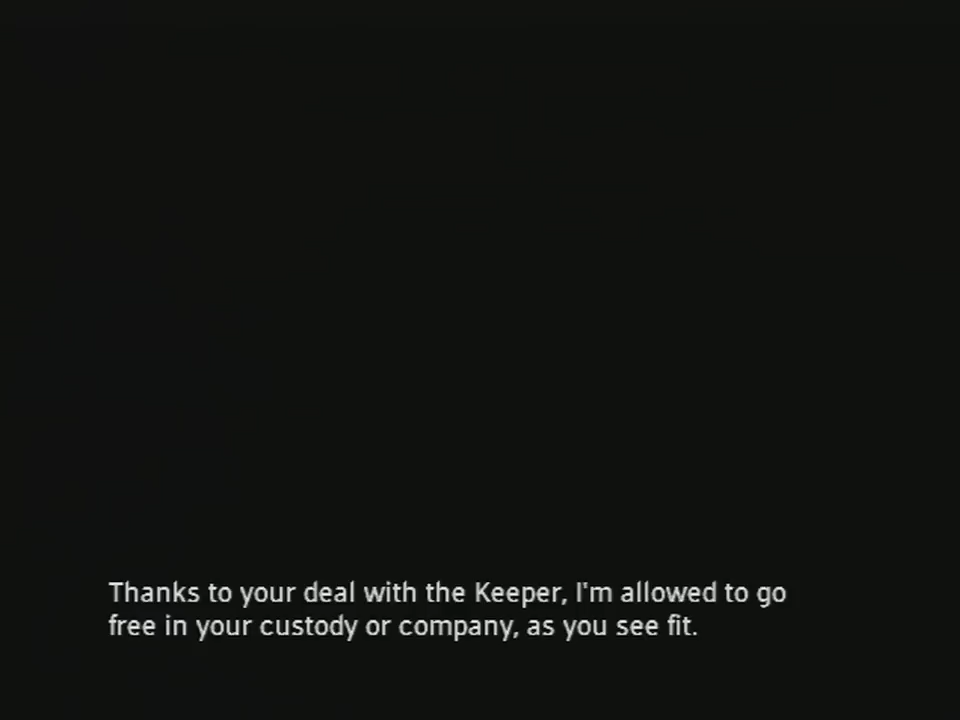 Thanks to your deal with the Keeper, I'm allowed to go
free in your custody or company, as you see fit.